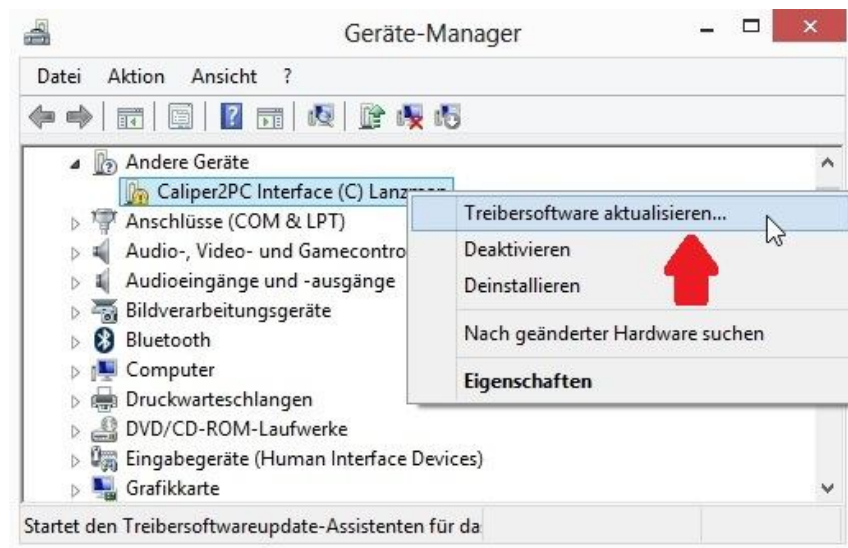 Geräte-Manager
Datei Aktion Ansicht ?
Andere Geräte
Caliper2PC Interface (C) Lanzman
Anschlüsse (COM & LPT)
Audio-, Video- und Gamecontro
Audioeingänge und -ausgänge
Bildverarbeitungsgeräte
Bluetooth
Computer
Druckwarteschlangen
DVD/CD-ROM-Laufwerke
Eingabegeräte (Human Interface Devices)
Grafikkarte
Treibersoftware aktualisieren...
Deaktivieren
Deinstallieren
Nach geänderter Hardware suchen
Eigenschaften
Startet den Treibersoftwareupdate-Assistenten für da